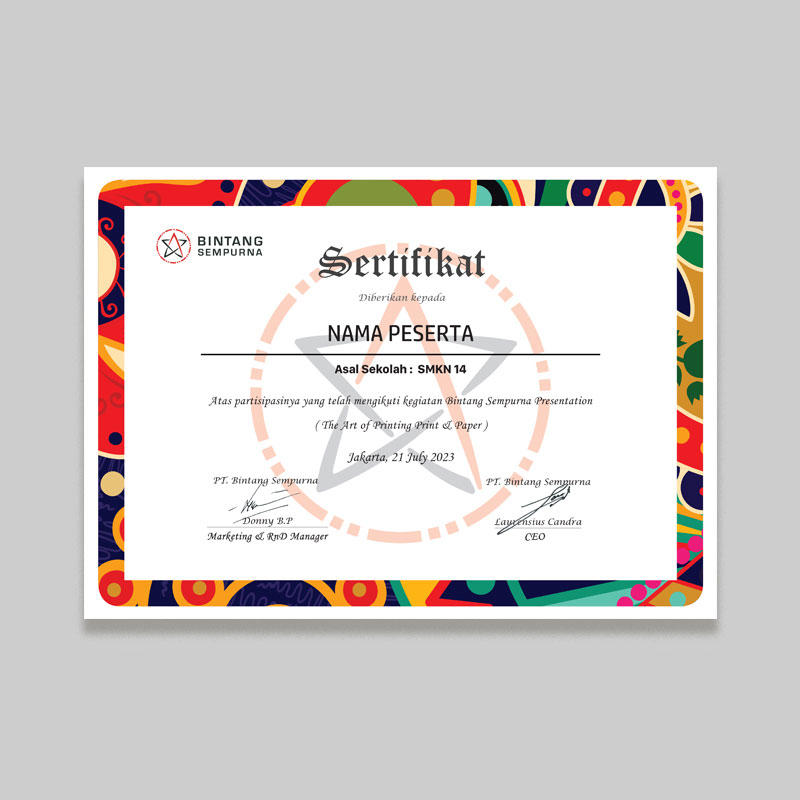 BINTANG
SEMPURNA
Sertifikat
Diberikan kepada
NAMA PESERTA
Asal Sekolah : SMKN 14
Atas partisipasinya yang telah mengikuti kegiatan Bintang Sempurna Presentation
( The Art of Printing Print & Paper )
Jakarta, 21 July 2023
PT. Bintang Sempurna
Donny B.P
Marketing & RnD Manager
PT. Bintang Sempurna
Laurensius Candra
CEO